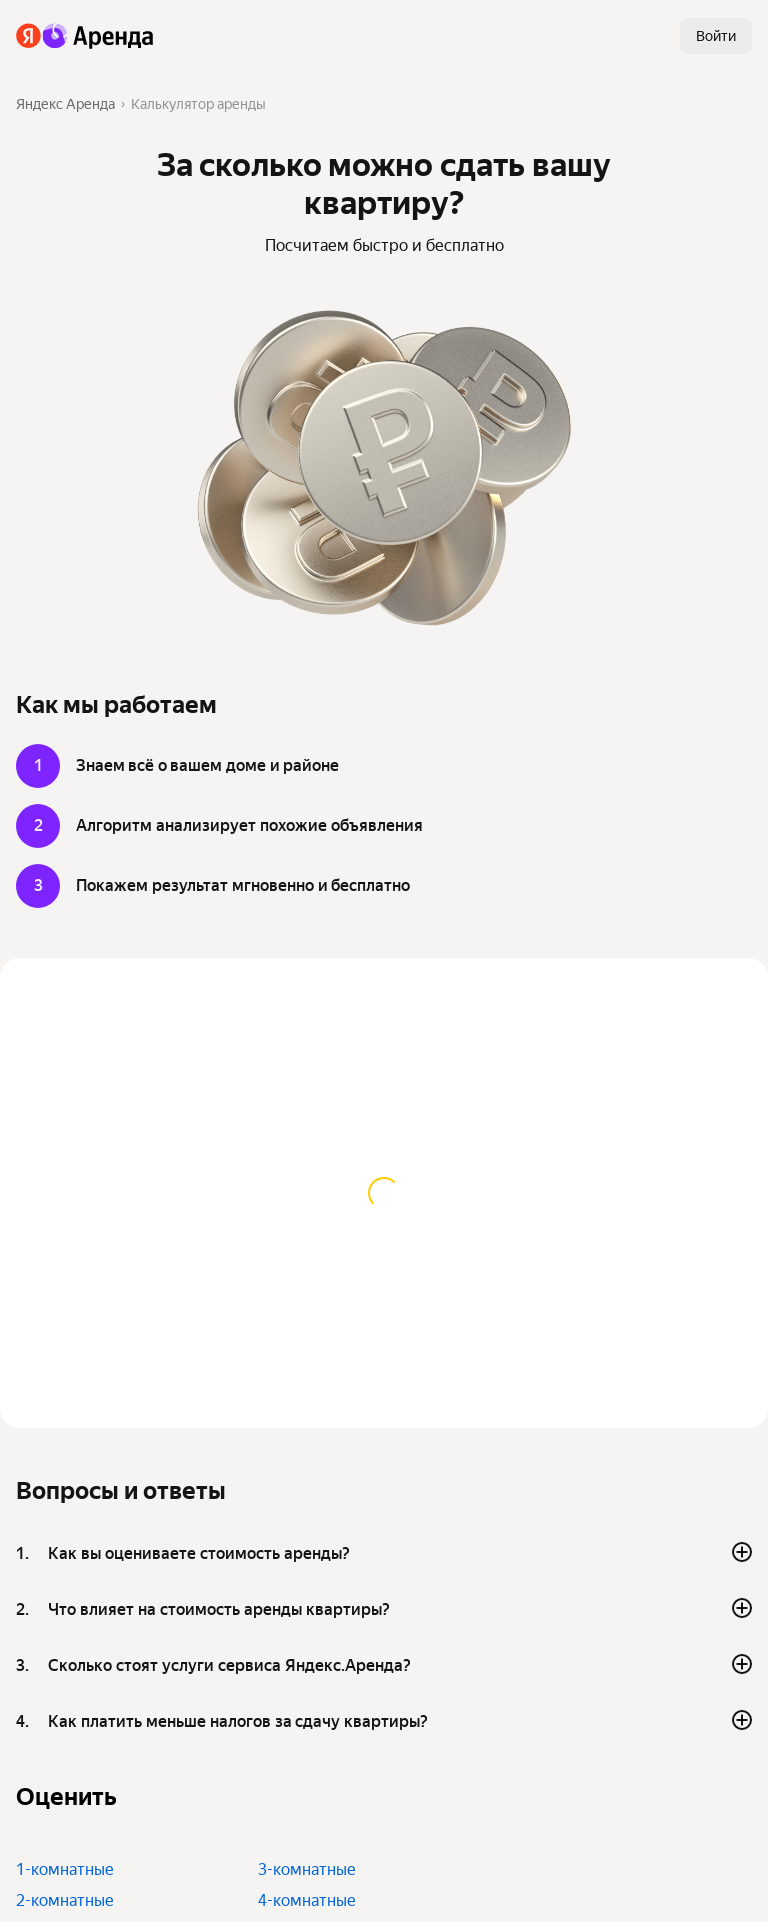 Я Аренда
Войти
Яндекс Аренда › Калькулятор аренды
За сколько можно сдать вашу
квартиру?
Посчитаем быстро и бесплатно
Как мы работаем
1 Знаем всё о вашем доме и районе
2 Алгоритм анализирует похожие объявления
3 Покажем результат мгновенно и бесплатно
Вопросы и ответы
1. Как вы оцениваете стоимость аренды?
2. Что влияет на стоимость аренды квартиры?
3. Сколько стоят услуги сервиса Яндекс.Аренда?
4. Как платить меньше налогов за сдачу квартиры?
Оценить
1-комнатные 3-комнатные
2-комнатные 4-комнатные